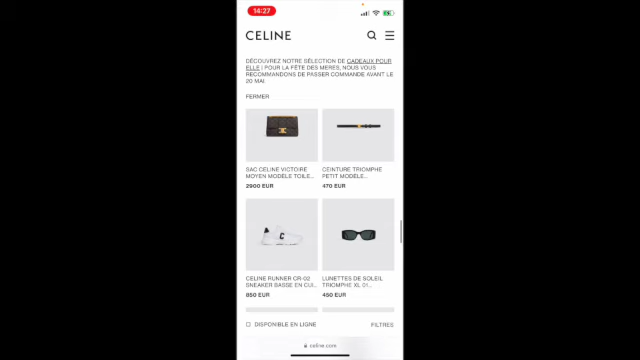 14:27
CELINE
DÉCOUVREZ NOTRE SÉLECTION DE CADEAUX POUR
ELLE ! POUR LA FÊTE DES MERES, NOUS VOUS
RECOMMANDONS DE PASSER COMMANDE AVANT LE
20 MAI.
FERMER
SAC CELINE VICTOIRE
MOYEN MODÈLE TOILE...
2900 EUR
CEINTURE TRIOMPHE
PETIT MODÈLE...
470 EUR
C
CELINE RUNNER CR-02
SNEAKER BASSE EN CUI...
850 EUR
LUNETTES DE SOLEIL
TRIOMPHE XL 01...
450 EUR
DISPONIBLE EN LIGNE
FILTRES
celine.com